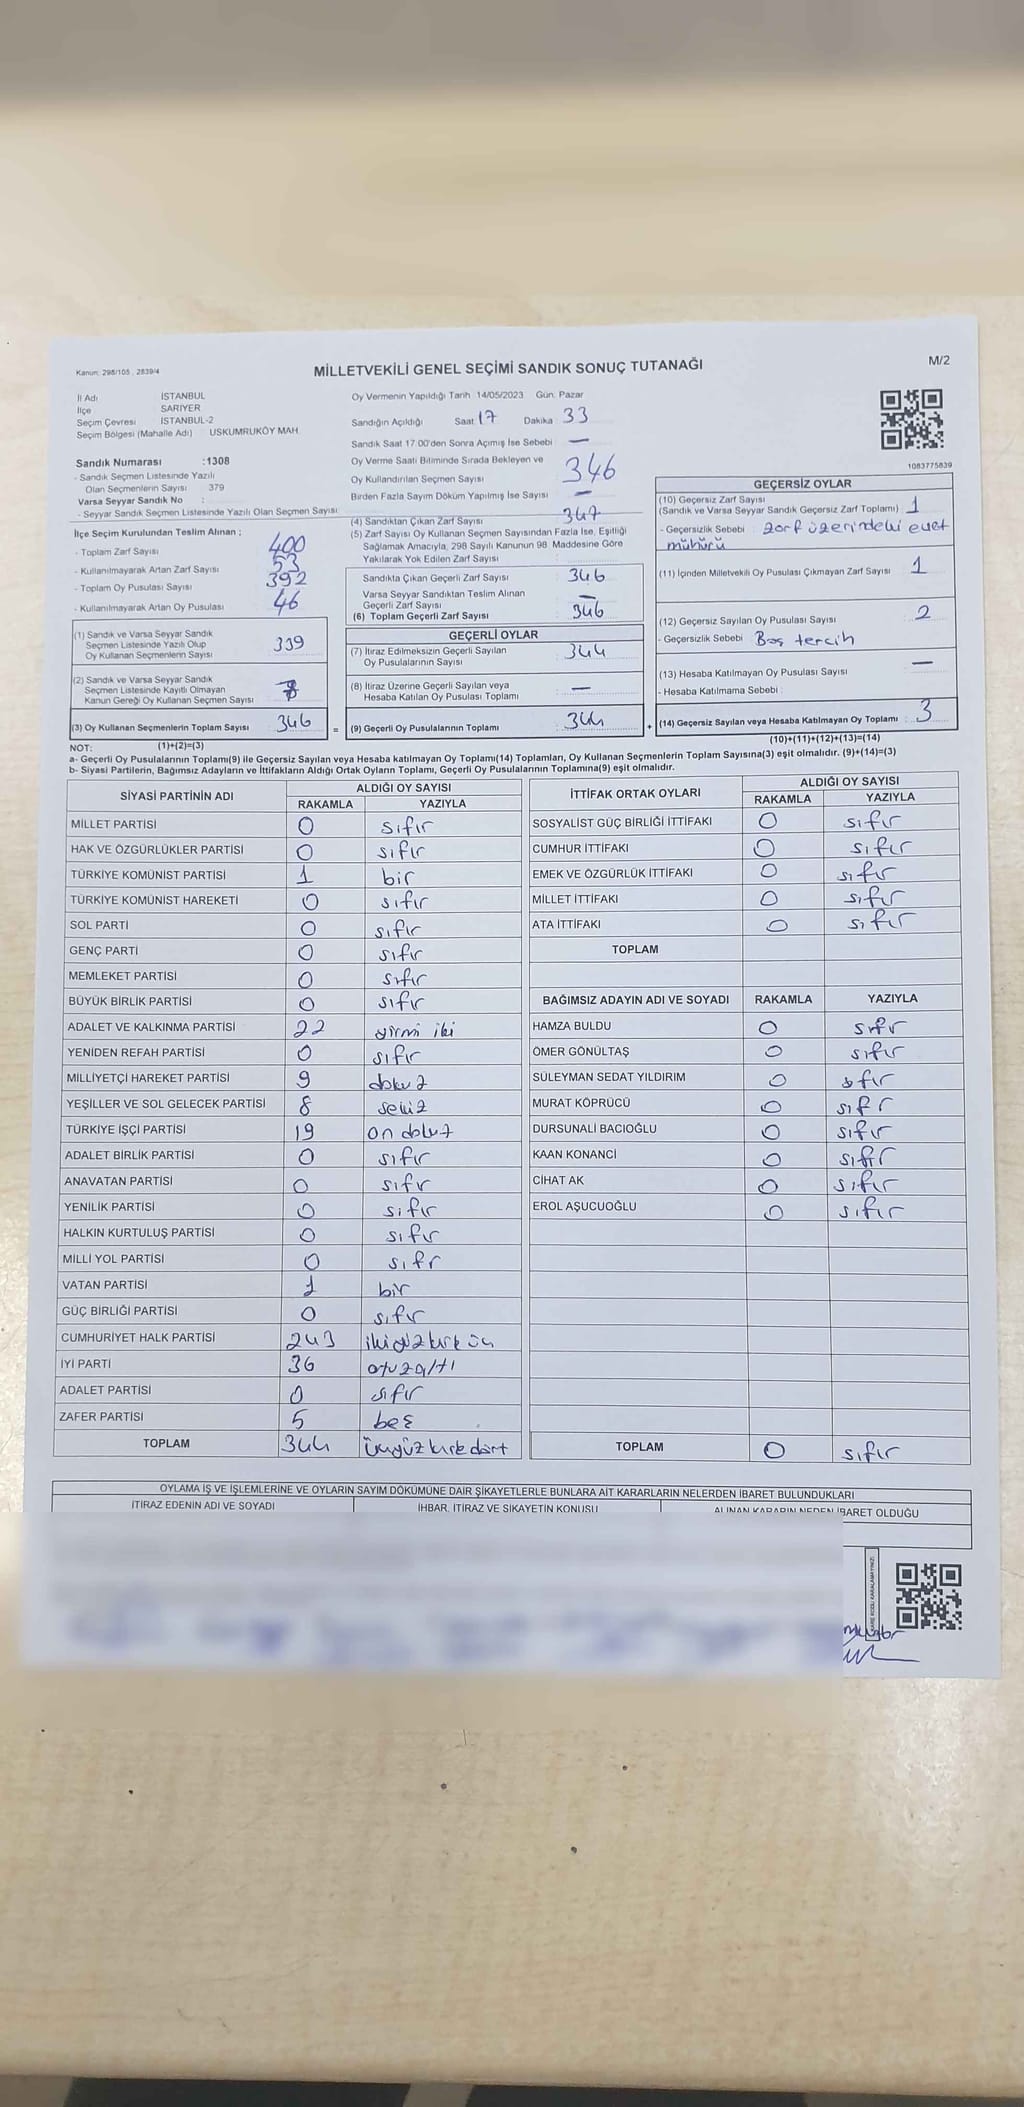 Kanun: 298/105 , 2839/4
MİLLETVEKİLİ GENEL SEÇİMİ SANDIK SONUÇ TUTANAĞI
M/2
İl Adı İSTANBUL
İlçe SARIYER
Seçim Çevresi İSTANBUL-2
Seçim Bölgesi (Mahalle Adı) USKUMRUKÖY MAH.
Sandık Numarası :1308
- Sandık Seçmen Listesinde Yazılı
Olan Seçmenlerin Sayısı 379
Varsa Seyyar Sandık No :
- Seyyar Sandık Seçmen Listesinde Yazılı Olan Seçmen Sayısı
Oy Vermenin Yapıldığı Tarih 14/05/2023 Gün: Pazar
Sandığın Açıldığı Saat 17 Dakika 33
Sandık Saat 17.00'den Sonra Açımış İse Sebebi : —
Oy Verme Saati Bitiminde Sırada Bekleyen ve
Oy Kullandırılan Seçmen Sayısı 346
Birden Fazla Sayım Döküm Yapılmış İse Sayısı —
1083775839
İlçe Seçim Kurulundan Teslim Alınan ;
- Toplam Zarf Sayısı 400
- Kullanılmayarak Artan Zarf Sayısı 53
- Toplam Oy Pusulası Sayısı 392
- Kullanılmayarak Artan Oy Pusulası 46
(4) Sandıktan Çıkan Zarf Sayısı 347
(5) Zarf Sayısı Oy Kullanan Seçmen Sayısından Fazla İse, Eşitliği
Sağlamak Amacıyla, 298 Sayılı Kanunun 98. Maddesine Göre
Yakılarak Yok Edilen Zarf Sayısı
Sandıkta Çıkan Geçerli Zarf Sayısı 346
Varsa Seyyar Sandıktan Teslim Alınan
Geçerli Zarf Sayısı —
(6) Toplam Geçerli Zarf Sayısı 346
GEÇERSİZ OYLAR
(10) Geçersiz Zarf Sayısı
(Sandık ve Varsa Seyyar Sandık Geçersiz Zarf Toplamı) 1
- Geçersizlik Sebebi : zarf üzerindeki evet
mühürü
(11) İçinden Milletvekili Oy Pusulası Çıkmayan Zarf Sayısı 1
(12) Geçersiz Sayılan Oy Pusulası Sayısı 2
- Geçersizlik Sebebi : Boş tercih
(13) Hesaba Katılmayan Oy Pusulası Sayısı —
- Hesaba Katılmama Sebebi :
(14) Geçersiz Sayılan veya Hesaba Katılmayan Oy Toplamı : 3
(1) Sandık ve Varsa Seyyar Sandık
Seçmen Listesinde Yazılı Olup
Oy Kullanan Seçmenlerin Sayısı 339
(2) Sandık ve Varsa Seyyar Sandık
Seçmen Listesinde Kayıtlı Olmayan
Kanun Gereği Oy Kullanan Seçmen Sayısı
(3) Oy Kullanan Seçmenlerin Toplam Sayısı 346
=
GEÇERLİ OYLAR
(7) İtiraz Edilmeksizin Geçerli Sayılan
Oy Pusulalarının Sayısı 344
(8) İtiraz Üzerine Geçerli Sayılan veya
Hesaba Katılan Oy Pusulası Toplamı —
(9) Geçerli Oy Pusulalarının Toplamı 344
+
NOT: (1)+(2)=(3)
(10)+(11)+(12)+(13)=(14)
a- Geçerli Oy Pusulalarının Toplamı(9) ile Geçersiz Sayılan veya Hesaba katılmayan Oy Toplamı(14) Toplamları, Oy Kullanan Seçmenlerin Toplam Sayısına(3) eşit olmalıdır. (9)+(14)=(3)
b- Siyasi Partilerin, Bağımsız Adayların ve İttifakların Aldığı Ortak Oyların Toplamı, Geçerli Oy Pusulalarının Toplamına(9) eşit olmalıdır.
SİYASİ PARTİNİN ADI ALDIĞI OY SAYISI
RAKAMLA YAZIYLA
MİLLET PARTİSİ 0 sıfır
HAK VE ÖZGÜRLÜKLER PARTİSİ 0 sıfır
TÜRKİYE KOMÜNİST PARTİSİ 1 bir
TÜRKİYE KOMÜNİST HAREKETİ 0 sıfır
SOL PARTİ 0 sıfır
GENÇ PARTİ 0 sıfır
MEMLEKET PARTİSİ 0 sıfır
BÜYÜK BİRLİK PARTİSİ 0 sıfır
ADALET VE KALKINMA PARTİSİ 22 yirmi iki
YENİDEN REFAH PARTİSİ 0 sıfır
MİLLİYETÇİ HAREKET PARTİSİ 9 dokuz
YEŞİLLER VE SOL GELECEK PARTİSİ 8 sekiz
TÜRKİYE İŞÇİ PARTİSİ 19 on dokuz
ADALET BİRLİK PARTİSİ 0 sıfır
ANAVATAN PARTİSİ 0 sıfır
YENİLİK PARTİSİ 0 sıfır
HALKIN KURTULUŞ PARTİSİ 0 sıfır
MİLLİ YOL PARTİSİ 0 sıfır
VATAN PARTİSİ 1 bir
GÜÇ BİRLİĞİ PARTİSİ 0 sıfır
CUMHURİYET HALK PARTİSİ 243 ikiyüz kırk üç
İYİ PARTİ 36 otuzaltı
ADALET PARTİSİ 0 sıfır
ZAFER PARTİSİ 5 beş
TOPLAM 344 üçyüz kırk dört
İTTİFAK ORTAK OYLARI ALDIĞI OY SAYISI
RAKAMLA YAZIYLA
SOSYALİST GÜÇ BİRLİĞİ İTTİFAKI 0 sıfır
CUMHUR İTTİFAKI 0 sıfır
EMEK VE ÖZGÜRLÜK İTTİFAKI 0 sıfır
MİLLET İTTİFAKI 0 sıfır
ATA İTTİFAKI 0 sıfır
TOPLAM
BAĞIMSIZ ADAYIN ADI VE SOYADI RAKAMLA YAZIYLA
HAMZA BULDU 0 sıfır
ÖMER GÖNÜLTAŞ 0 sıfır
SÜLEYMAN SEDAT YILDIRIM 0 sıfır
MURAT KÖPRÜCÜ 0 sıfır
DURSUNALİ BACIOĞLU 0 sıfır
KAAN KONANCİ 0 sıfır
CİHAT AK 0 sıfır
EROL AŞUCUOĞLU 0 sıfır
TOPLAM 0 sıfır
OYLAMA İŞ VE İŞLEMLERİNE VE OYLARIN SAYIM DÖKÜMÜNE DAİR ŞİKAYETLERLE BUNLARA AİT KARARLARIN NELERDEN İBARET BULUNDUKLARI
İTİRAZ EDENİN ADI VE SOYADI İHBAR, İTİRAZ VE ŞİKAYETİN KONUSU ALINAN KARARIN NEDEN İBARET OLDUĞU